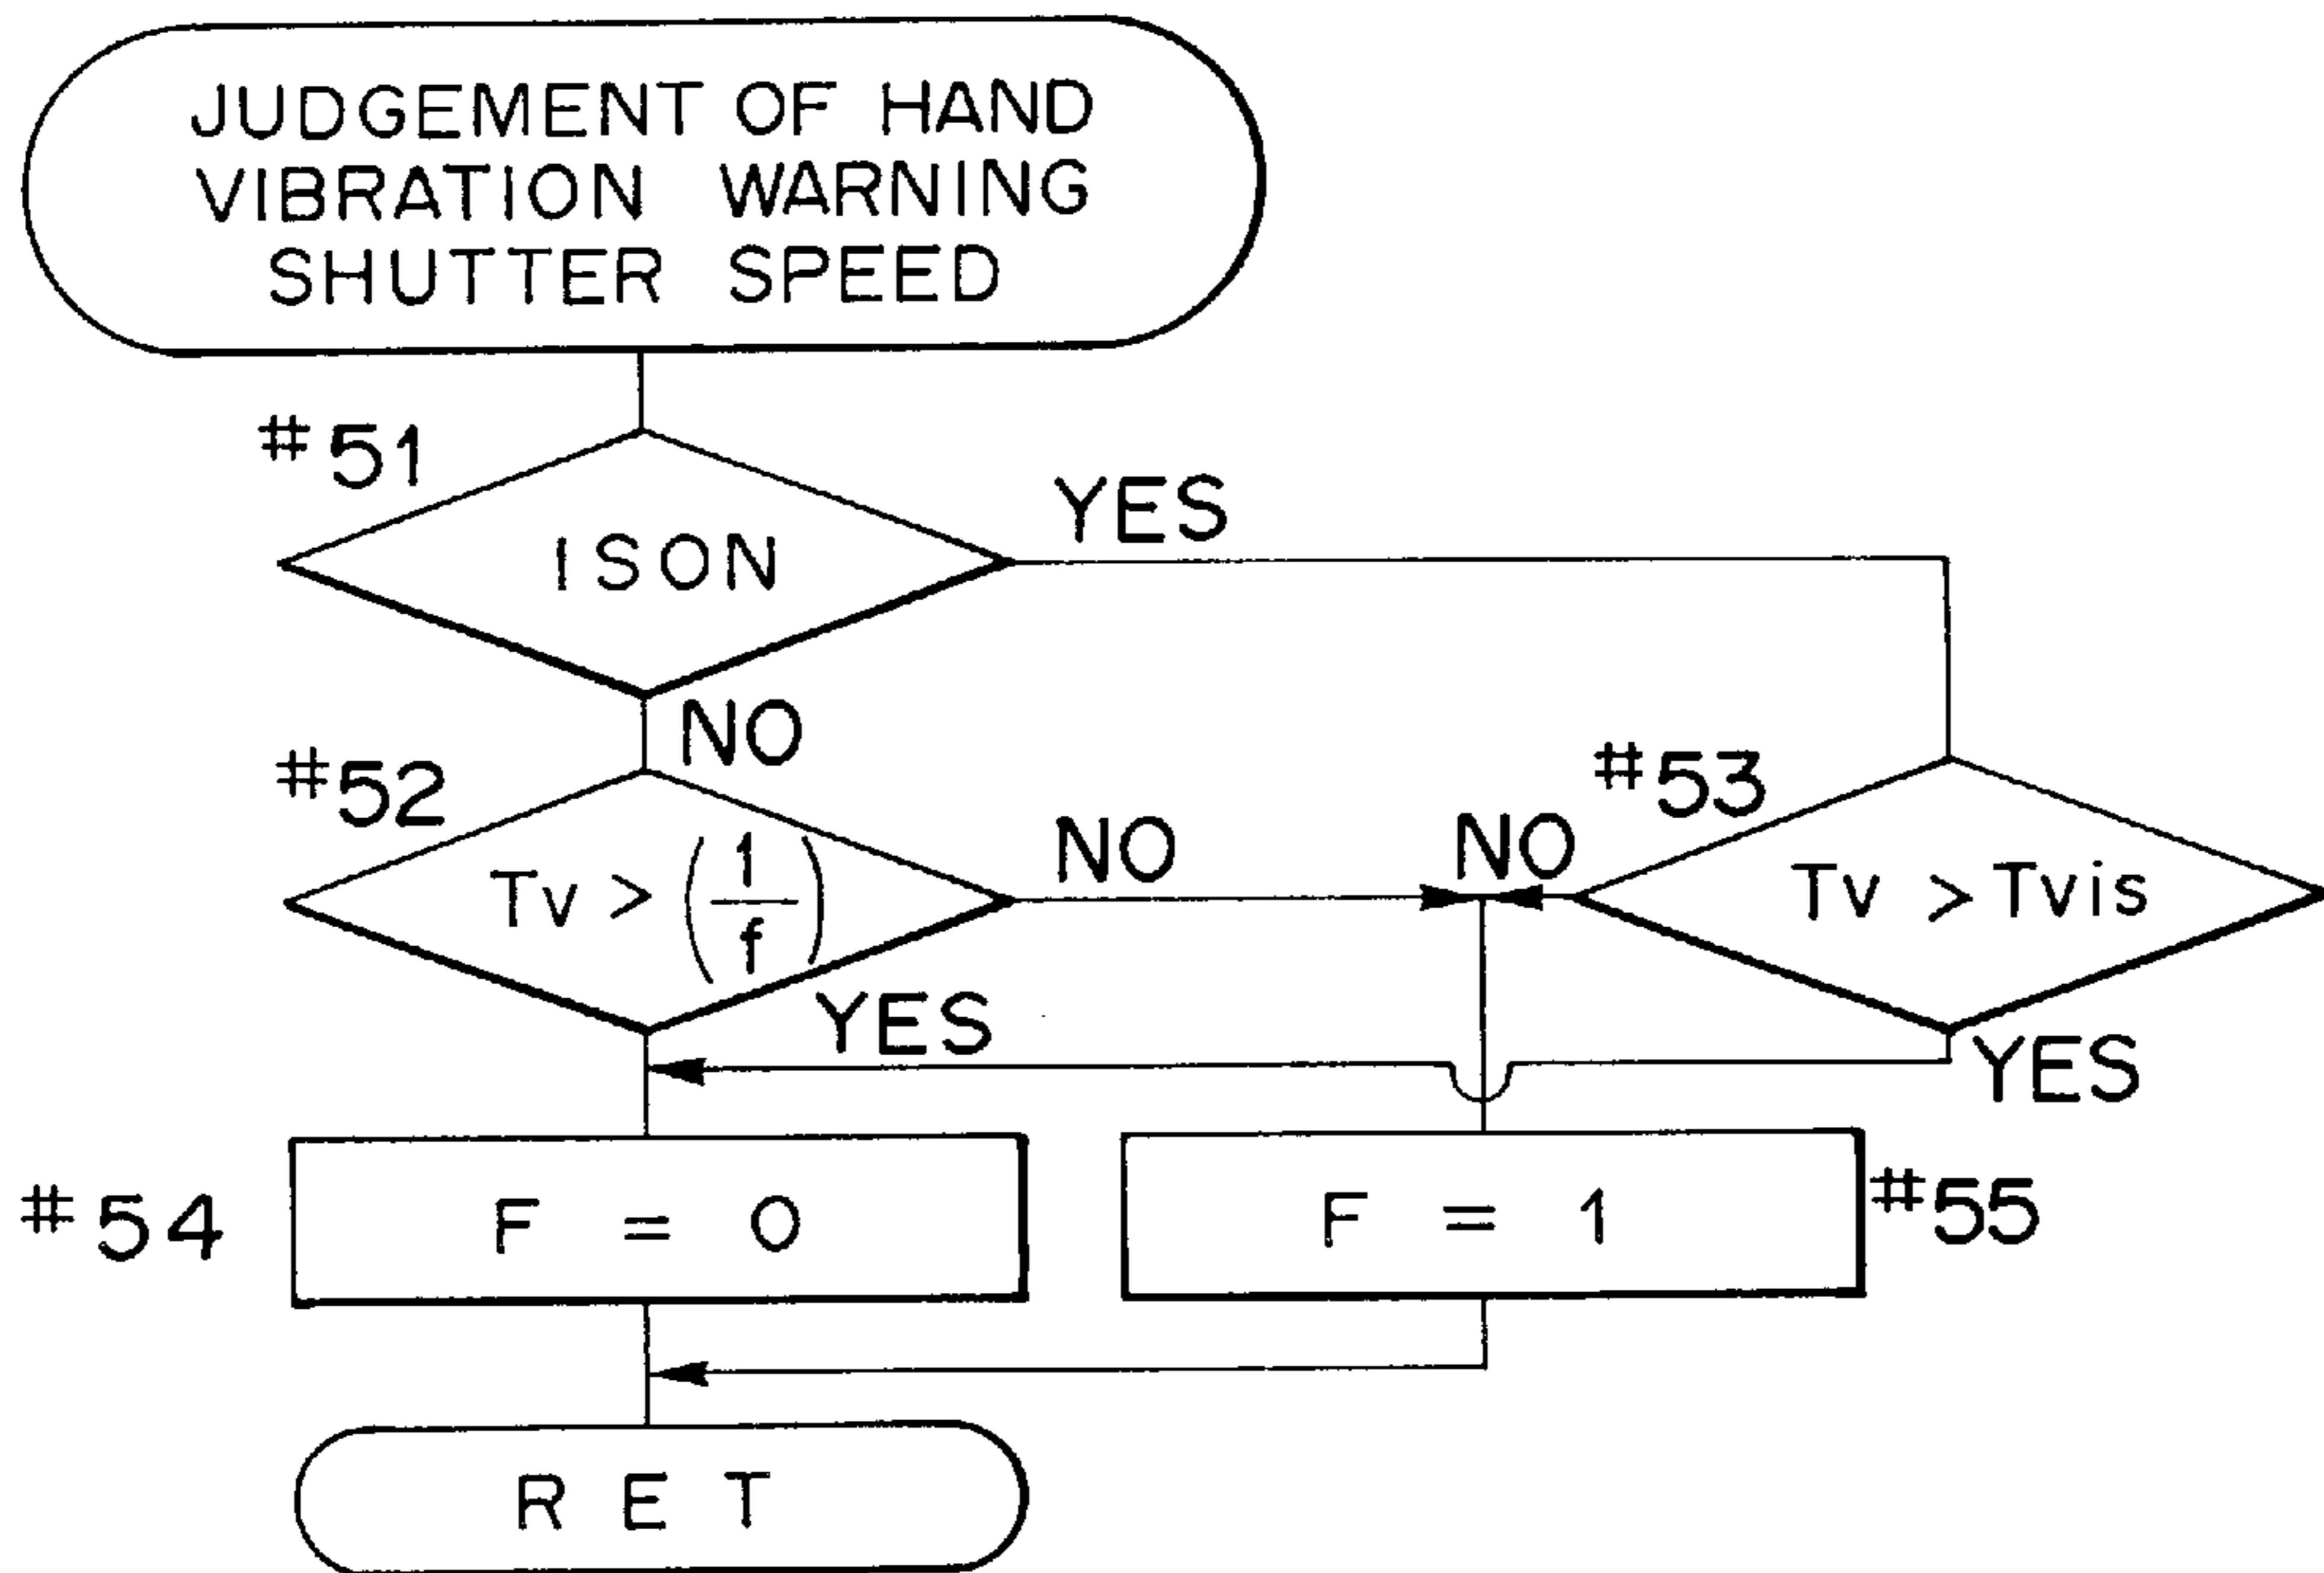 JUDGEMENT OF HAND
VIBRATION WARNING
SHUTTER SPEED
#51
ISON
YES
NO
#52
Tv > (1/f)
NO
YES
NO
#53
Tv > Tvis
YES
#54
F = 0
F = 1
#55
RET